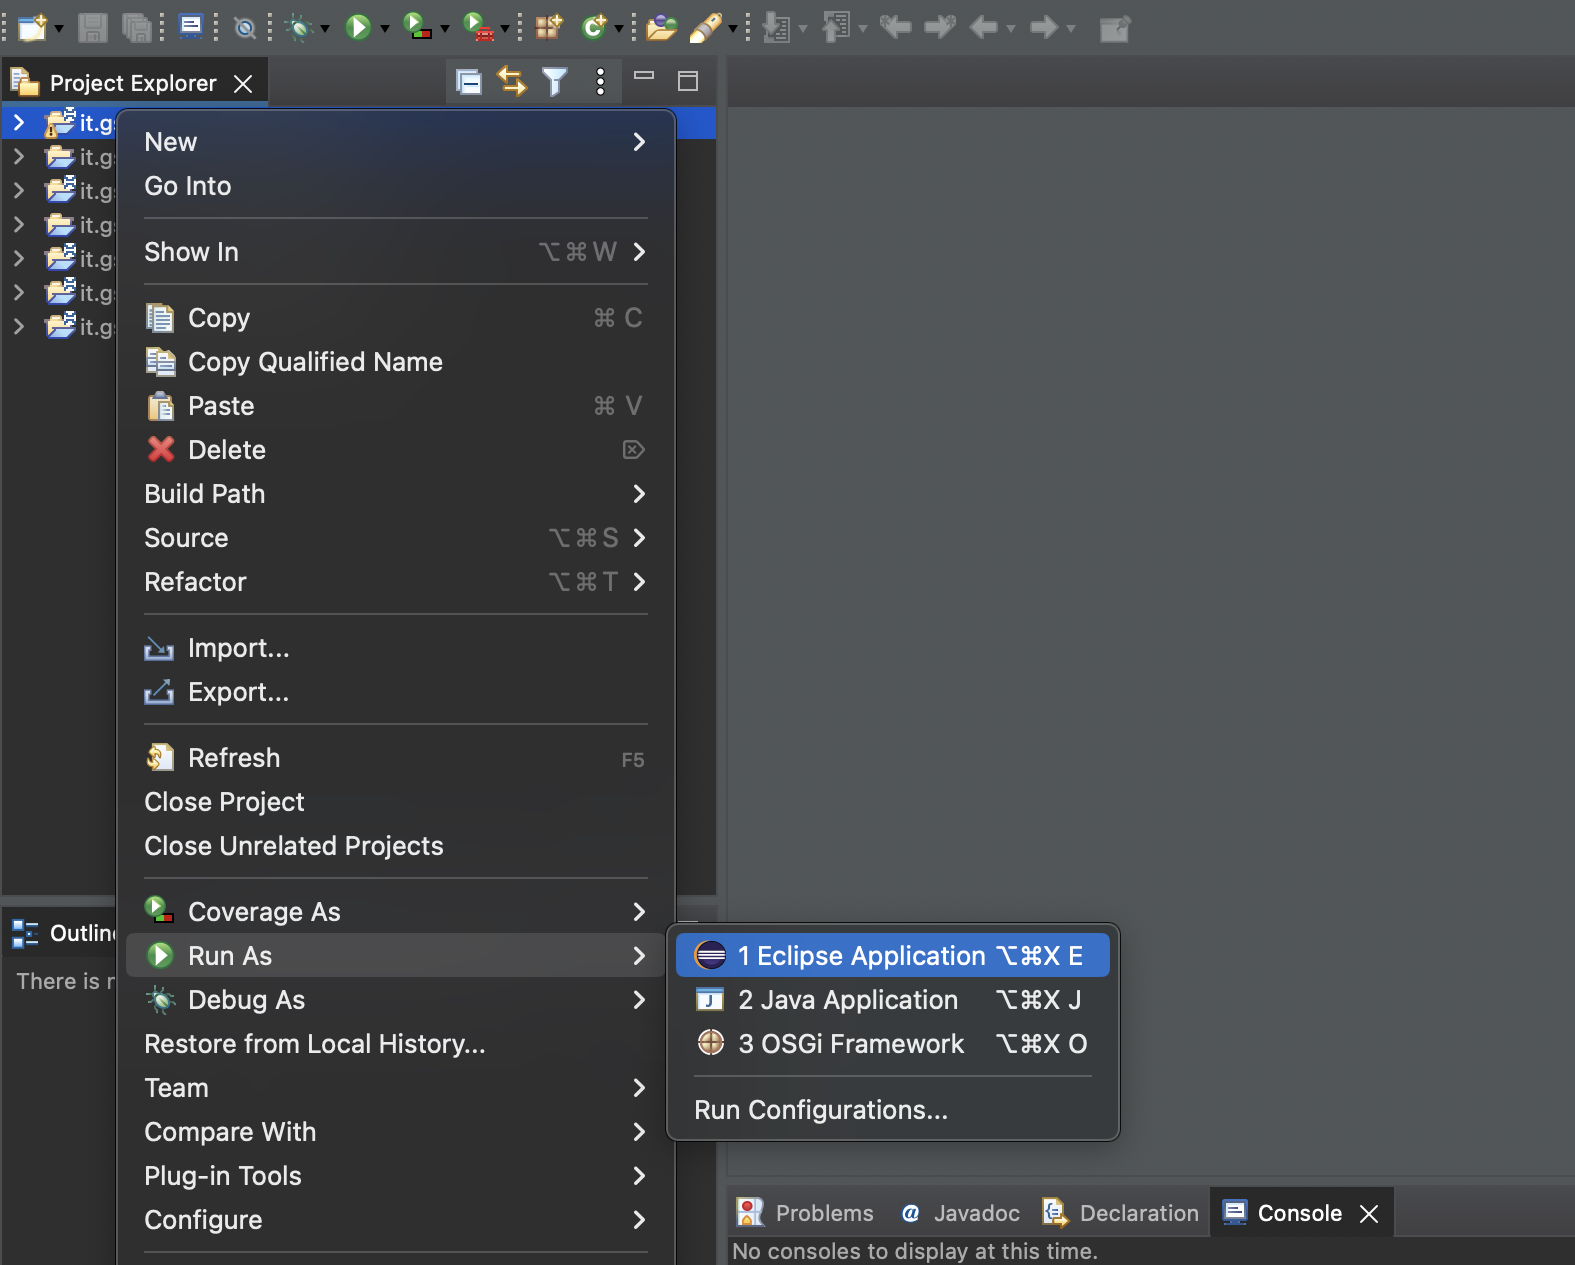 Project Explorer
it.g
it.g
it.g
it.g
it.g
it.g
it.g
New
Go Into
Show In ⌥⌘W
Copy ⌘ C
Copy Qualified Name
Paste ⌘ V
Delete ⌦
Build Path
Source ⌥⌘S
Refactor ⌥⌘T
Import...
Export...
Refresh F5
Close Project
Close Unrelated Projects
Coverage As
Run As
Debug As
Restore from Local History...
Team
Compare With
Plug-in Tools
Configure
1 Eclipse Application ⌥⌘X E
2 Java Application ⌥⌘X J
3 OSGi Framework ⌥⌘X O
Run Configurations...
Outlin
There is
Problems
@ Javadoc
Declaration
Console
No consoles to display at this time.